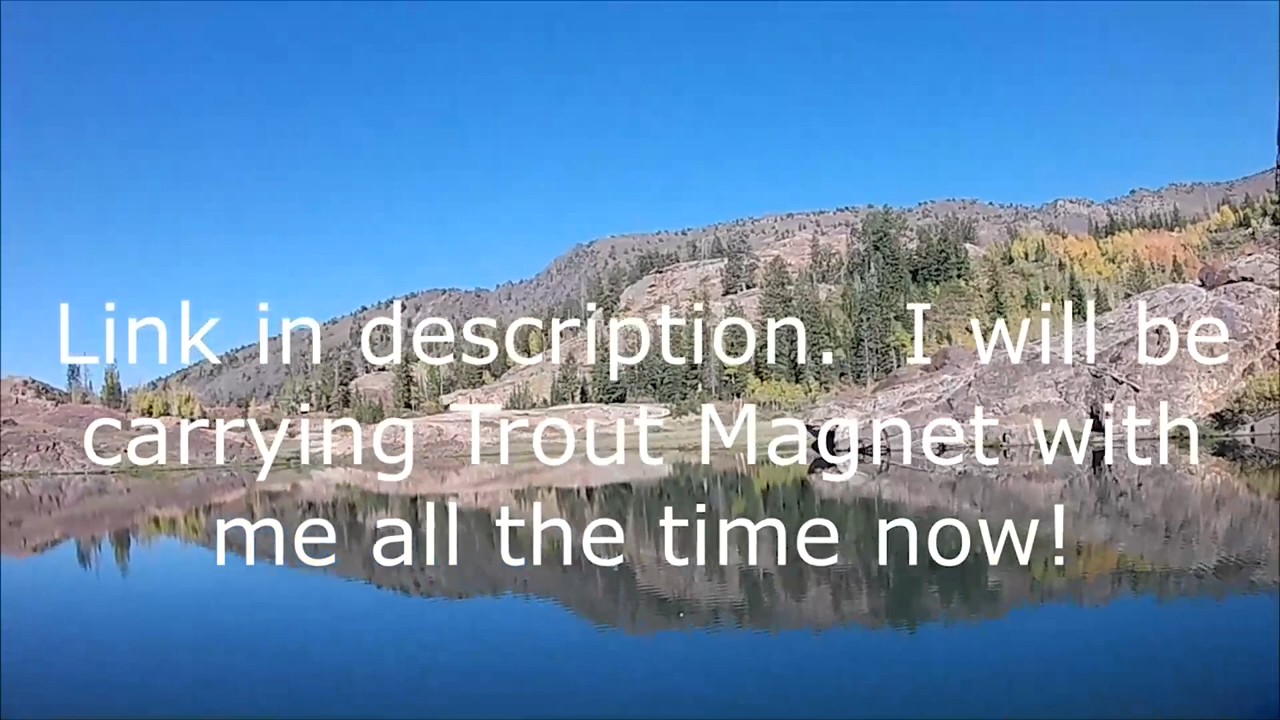 Link in description.  I will be
carrying Trout Magnet with
me all the time now!